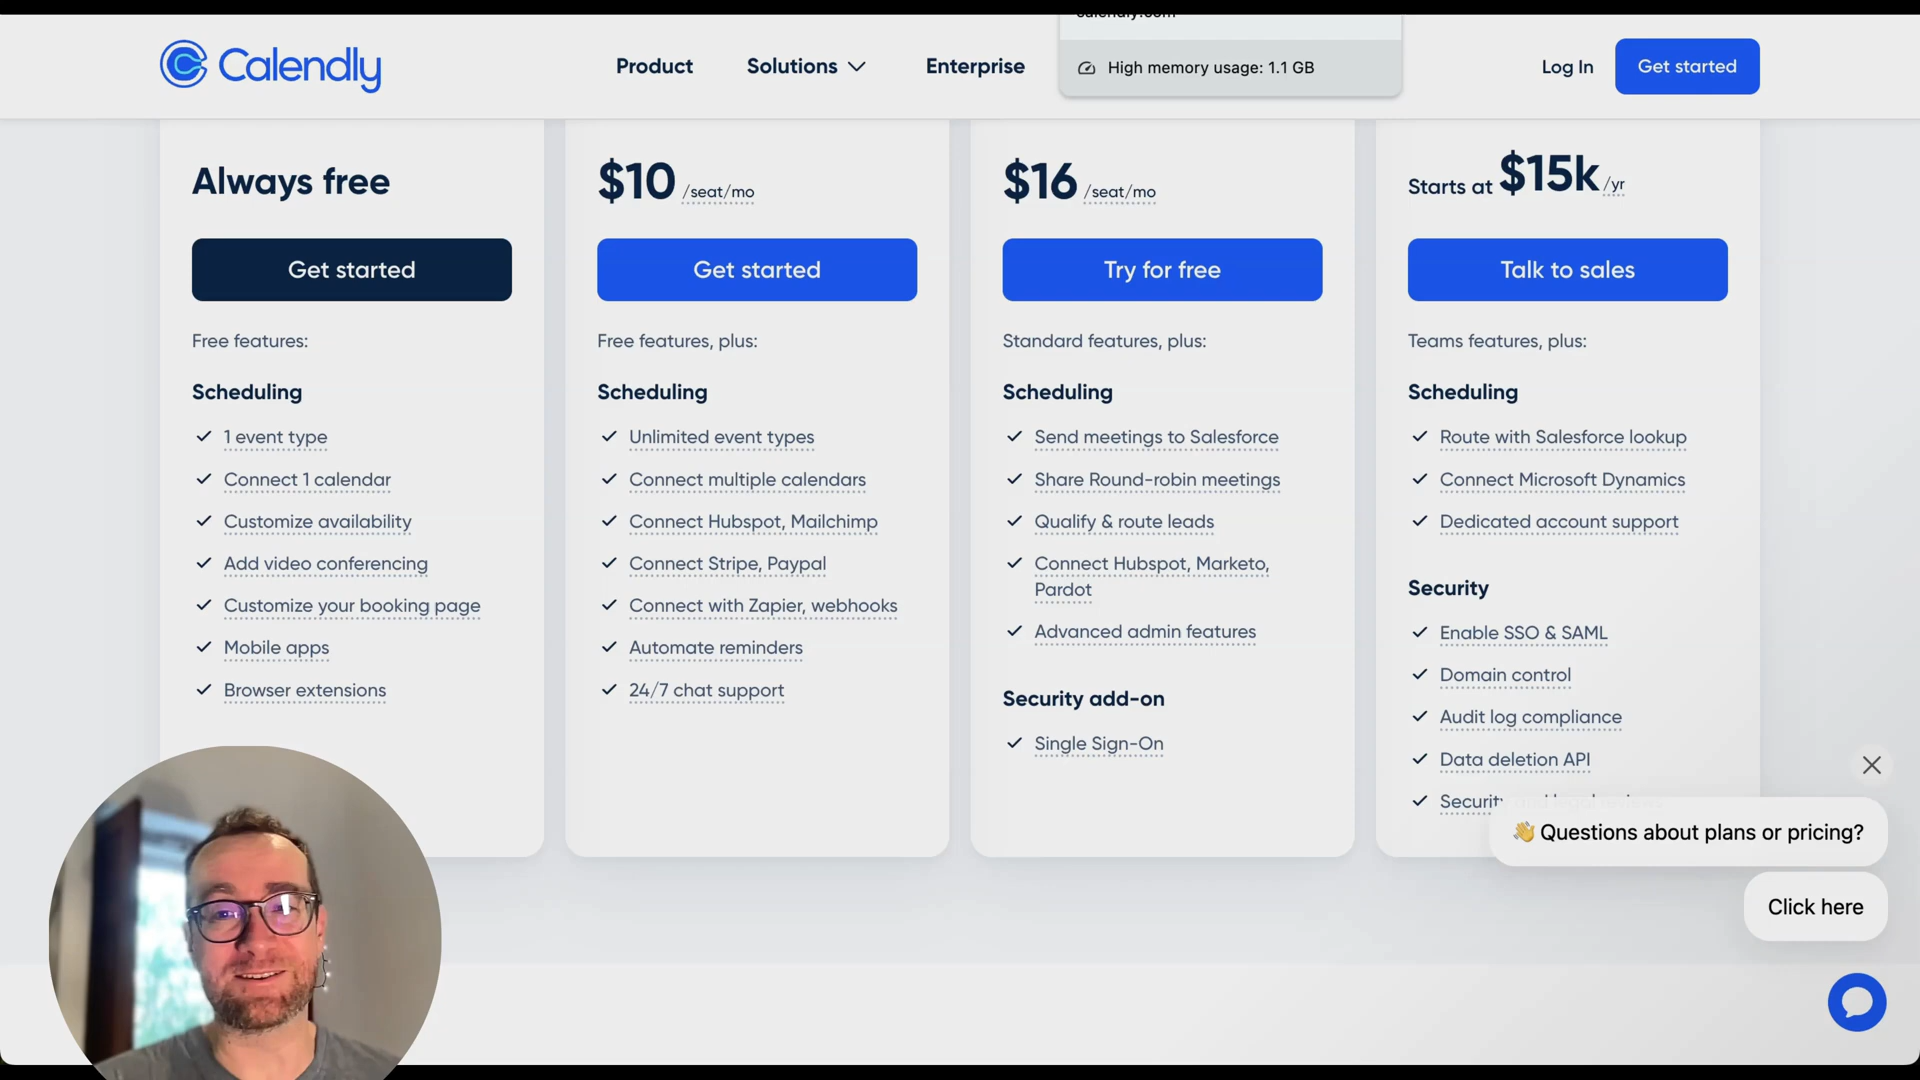 calendly.com
Calendly
Product
Solutions
Enterprise
High memory usage: 1.1 GB
Log In
Get started
Always free
Get started
Free features:
Scheduling
1 event type
Connect 1 calendar
Customize availability
Add video conferencing
Customize your booking page
Mobile apps
Browser extensions
$10 /seat/mo
Get started
Free features, plus:
Scheduling
Unlimited event types
Connect multiple calendars
Connect Hubspot, Mailchimp
Connect Stripe, Paypal
Connect with Zapier, webhooks
Automate reminders
24/7 chat support
$16 /seat/mo
Try for free
Standard features, plus:
Scheduling
Send meetings to Salesforce
Share Round-robin meetings
Qualify & route leads
Connect Hubspot, Marketo,
Pardot
Advanced admin features
Security add-on
Single Sign-On
Starts at $15k /yr
Talk to sales
Teams features, plus:
Scheduling
Route with Salesforce lookup
Connect Microsoft Dynamics
Dedicated account support
Security
Enable SSO & SAML
Domain control
Audit log compliance
Data deletion API
Security and legal reviews
👋 Questions about plans or pricing?
Click here